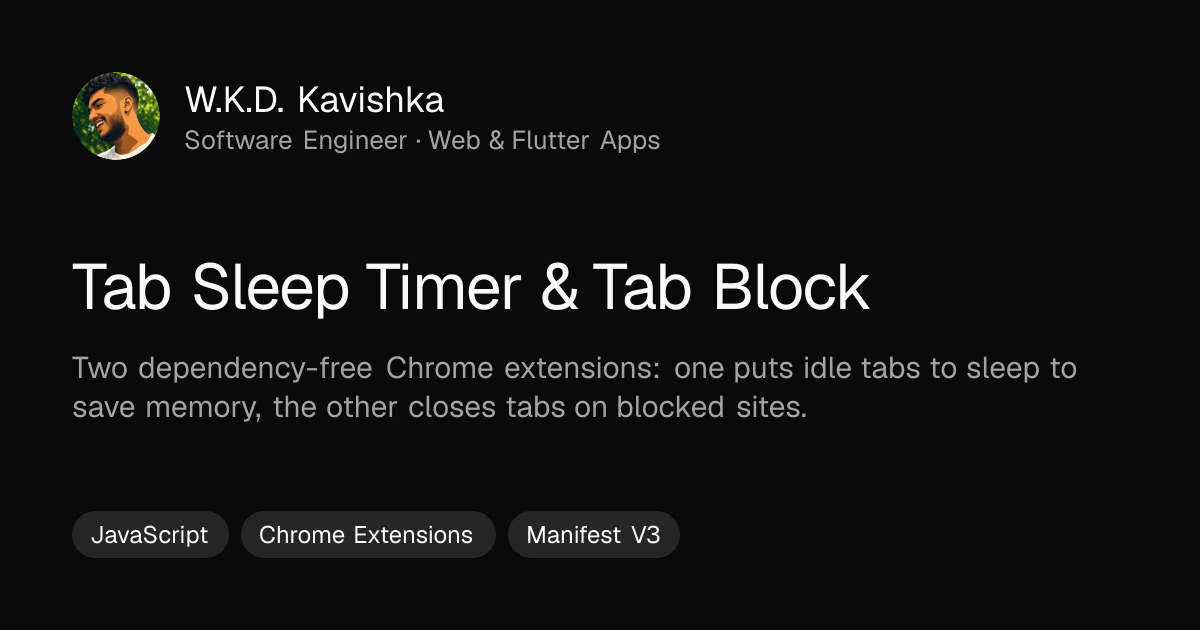 W.K.D. Kavishka
Software Engineer · Web & Flutter Apps
Tab Sleep Timer & Tab Block
Two dependency-free Chrome extensions: one puts idle tabs to sleep to
save memory, the other closes tabs on blocked sites.
JavaScript
Chrome Extensions
Manifest V3